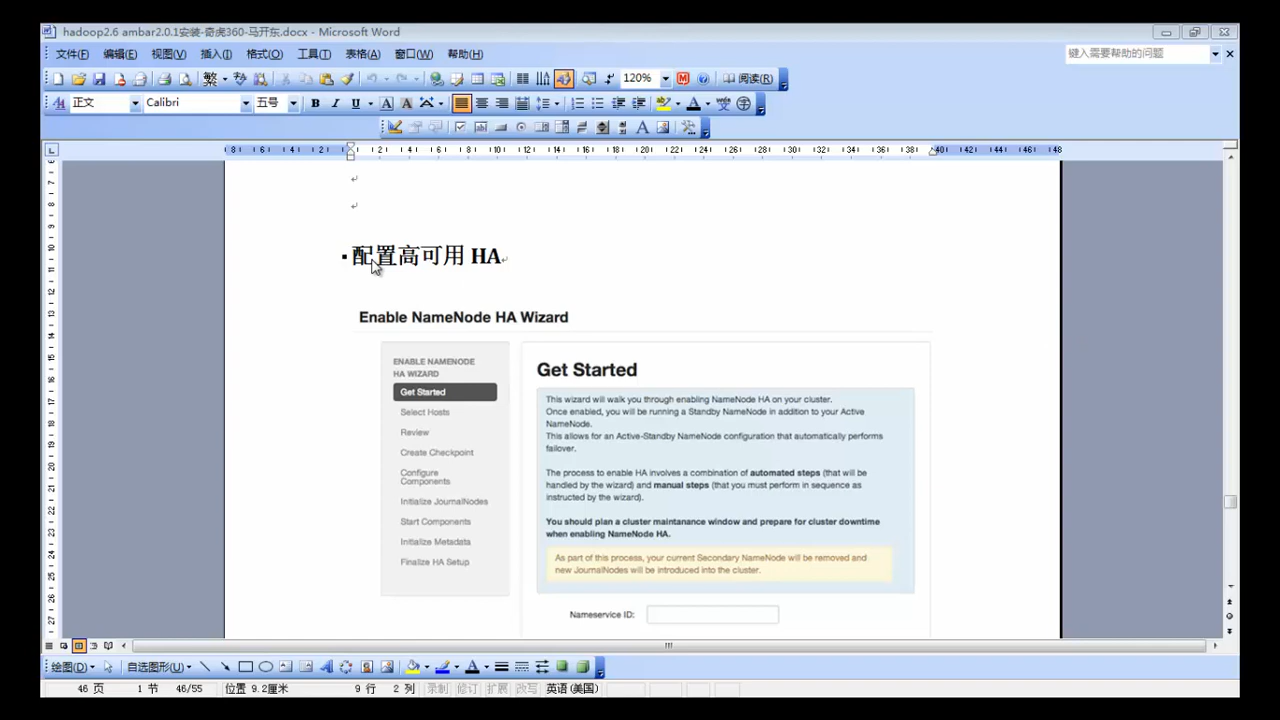 hadoop2.6 ambar2.0.1安装-奇虎360-马开东.docx - Microsoft Word
文件(F) 编辑(E) 视图(V) 插入(I) 格式(O) 工具(T) 表格(A) 窗口(W) 帮助(H) 键入需要帮助的问题
120% 阅读(R)
正文 Calibri 五号
配置高可用 HA
Enable NameNode HA Wizard
ENABLE NAMENODE
HA WIZARD
Get Started
Select Hosts
Review
Create Checkpoint
Configure
Components
Initialize JournalNodes
Start Components
Initialize Metadata
Finalize HA Setup
Get Started
This wizard will walk you through enabling NameNode HA on your cluster.
Once enabled, you will be running a Standby NameNode in addition to your Active
NameNode.
This allows for an Active-Standby NameNode configuration that automatically performs
failover.
The process to enable HA involves a combination of automated steps (that will be
handled by the wizard) and manual steps (that you must perform in sequence as
instructed by the wizard).
You should plan a cluster maintanance window and prepare for cluster downtime
when enabling NameNode HA.
As part of this process, your current Secondary NameNode will be removed and
new JournalNodes will be introduced into the cluster.
Nameservice ID:
绘图(D) 自选图形(U)
46 页 1 节 46/55 位置 9.2厘米 9 行 2 列 录制 修订 扩展 改写 英语(美国)